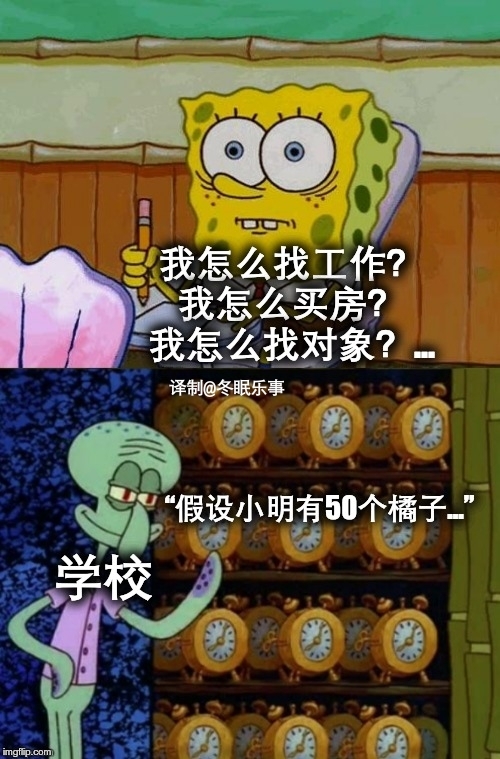 我怎么找工作?
我怎么买房?
我怎么找对象? ...
译制@冬眠乐事
“假设小明有50个橘子...”
学校
imgflip.com